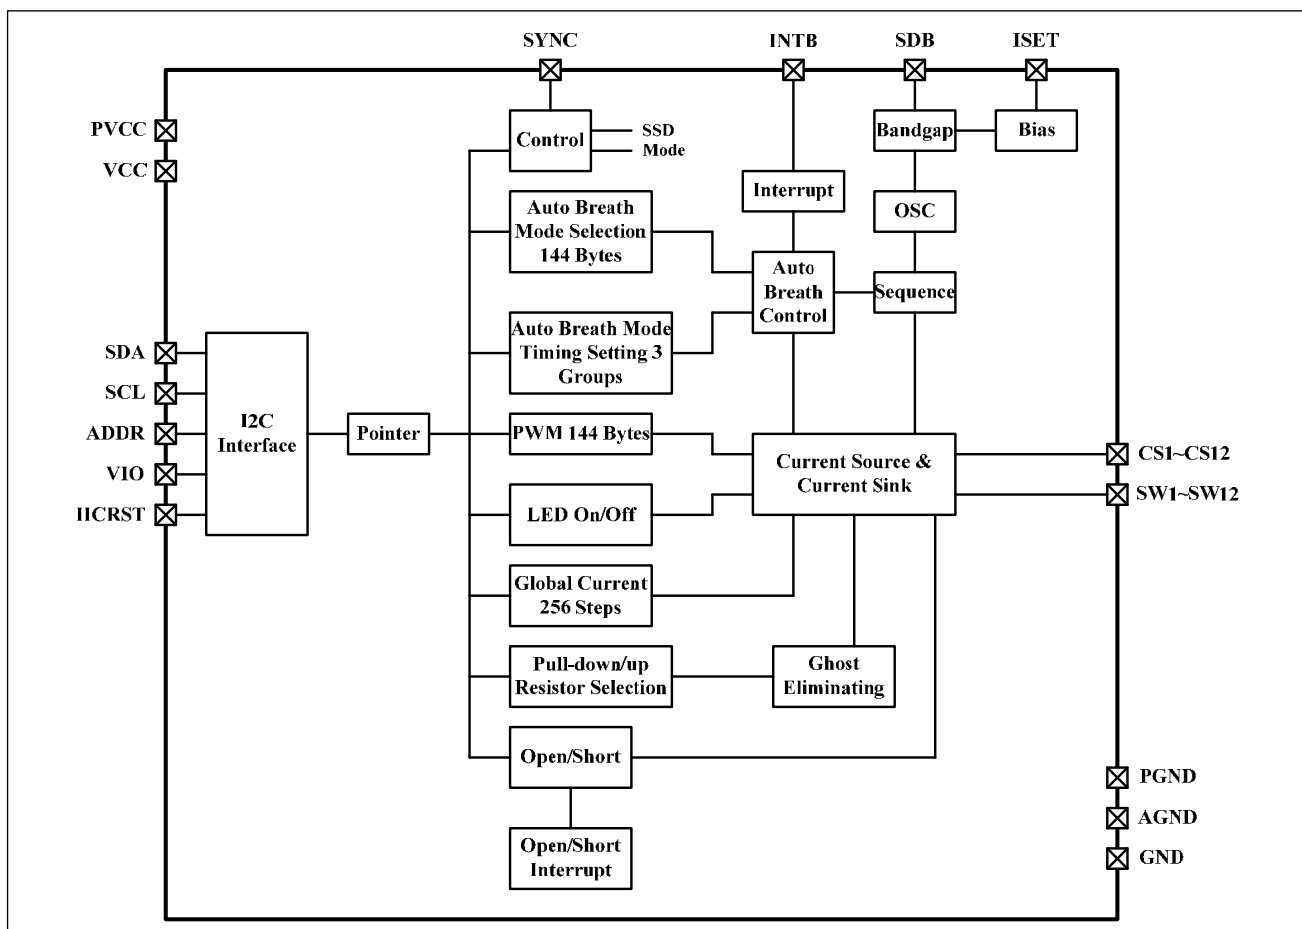 SYNC
INTB
SDB
ISET
PVCC
VCC
Control
SSD
Mode
Bandgap
Bias
Interrupt
Auto Breath
Mode Selection
144 Bytes
OSC
Auto
Breath
Control
Sequence
Auto Breath Mode
Timing Setting 3
Groups
SDA
SCL
ADDR
VIO
IICRST
I2C
Interface
Pointer
PWM 144 Bytes
Current Source &
Current Sink
CS1~CS12
SW1~SW12
LED On/Off
Global Current
256 Steps
Pull-down/up
Resistor Selection
Ghost
Eliminating
Open/Short
Open/Short
Interrupt
PGND
AGND
GND